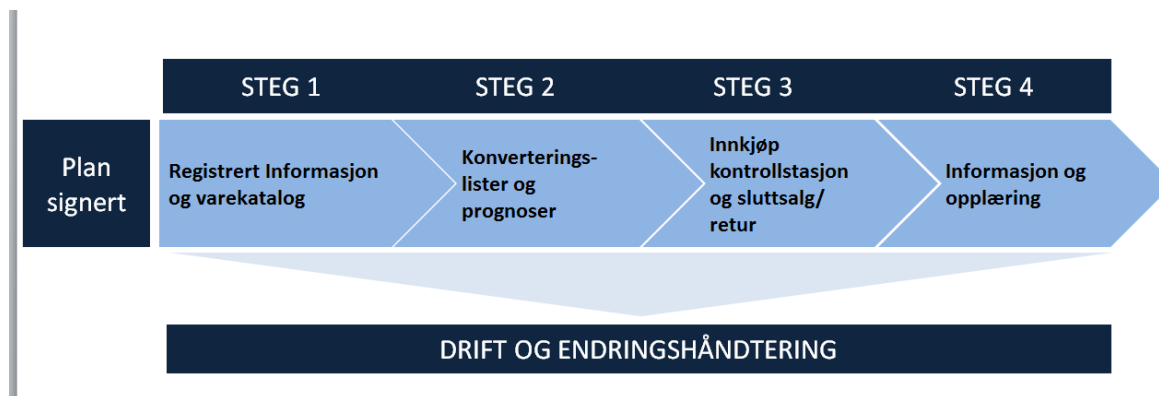 STEG 1
STEG 2
STEG 3
STEG 4
Plan
signert
Registrert Informasjon
og varekatalog
Konverterings-
lister og
prognoser
Innkjøp
kontrollstasjon
og sluttsalg/
retur
Informasjon og
opplæring
DRIFT OG ENDRINGSHÅNDTERING